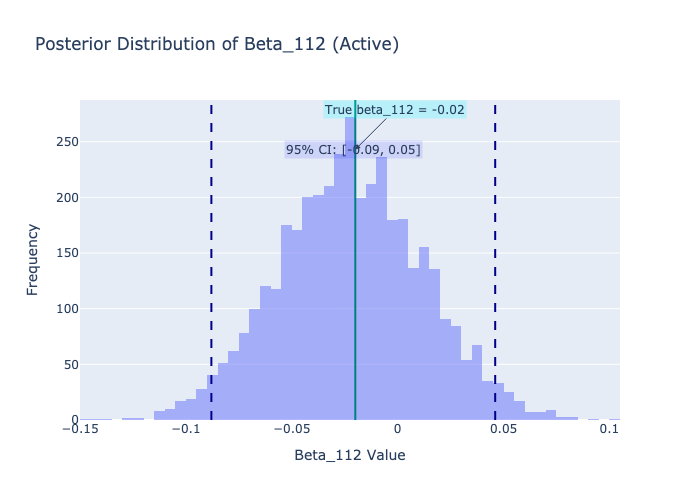 Posterior Distribution of Beta_112 (Active)
True beta_112 = -0.02
95% CI: [-0.09, 0.05]
250
200
150
100
50
0
Frequency
−0.15
−0.1
−0.05
0
0.05
0.1
Beta_112 Value